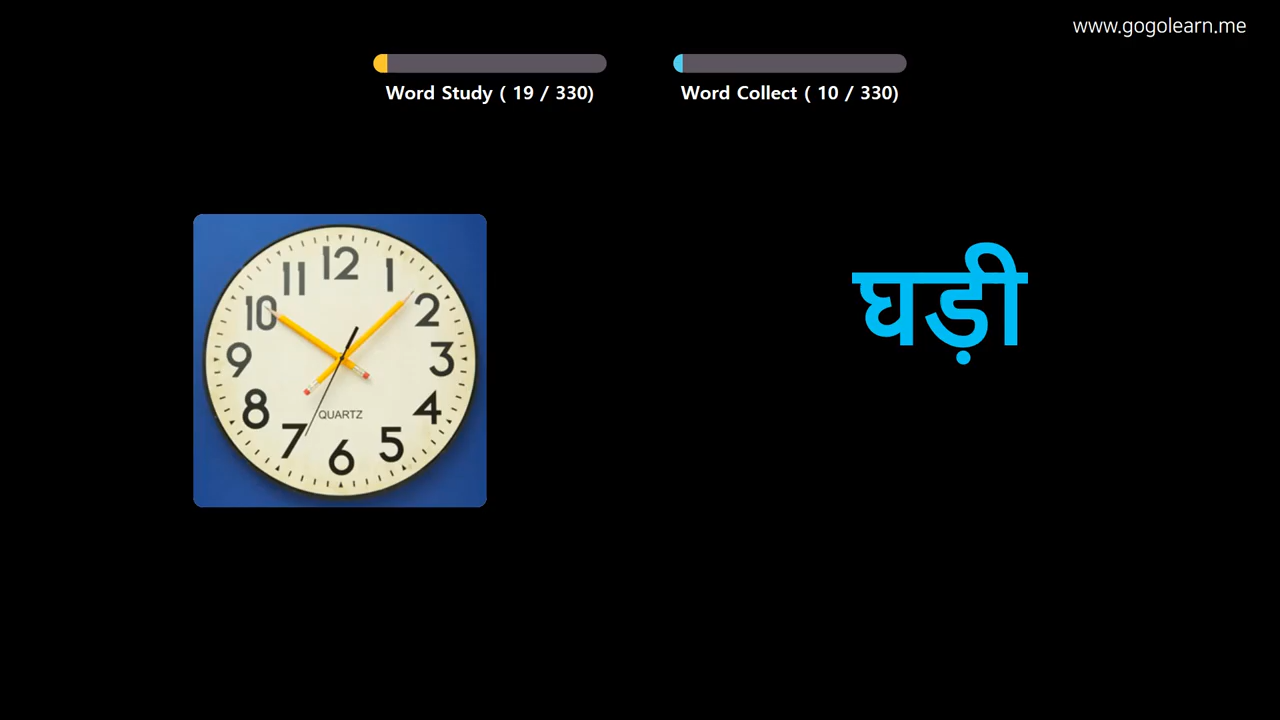 www.gogolearn.me
Word Study ( 19 / 330)
Word Collect ( 10 / 330)
12
11
1
10
2
9
3
8
4
QUARTZ
7
5
6
घड़ी